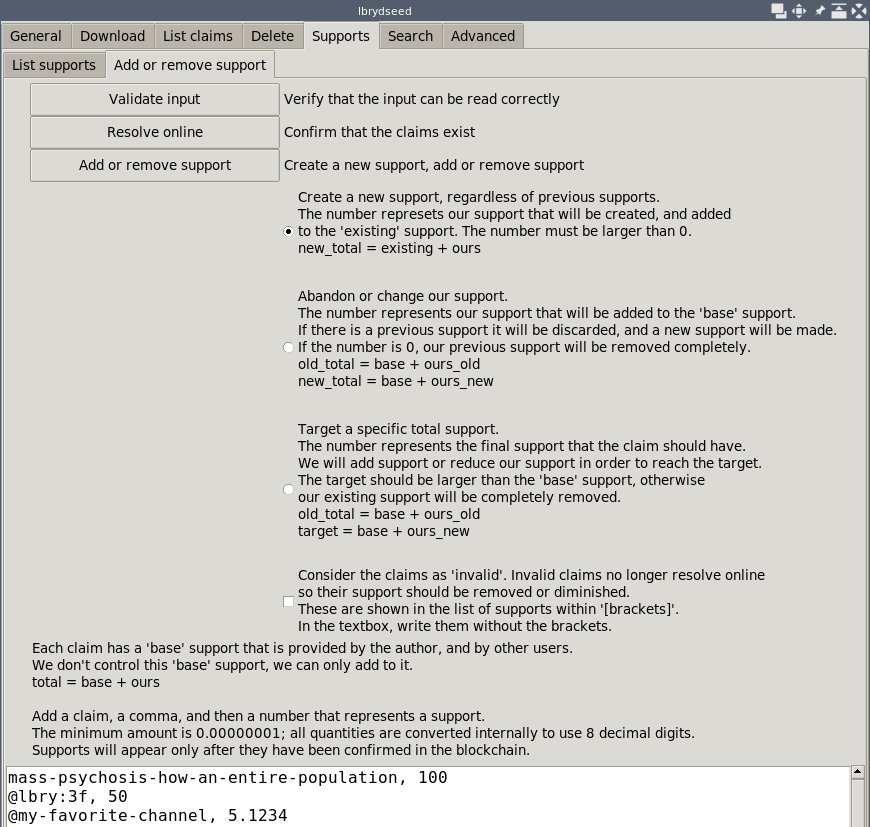 lbrydseed
General Download List claims Delete Supports Search Advanced
List supports Add or remove support
Validate input Verify that the input can be read correctly
Resolve online Confirm that the claims exist
Add or remove support Create a new support, add or remove support
Create a new support, regardless of previous supports.
The number represets our support that will be created, and added
to the 'existing' support. The number must be larger than 0.
new_total = existing + ours
Abandon or change our support.
The number represents our support that will be added to the 'base' support.
If there is a previous support it will be discarded, and a new support will be made.
If the number is 0, our previous support will be removed completely.
old_total = base + ours_old
new_total = base + ours_new
Target a specific total support.
The number represents the final support that the claim should have.
We will add support or reduce our support in order to reach the target.
The target should be larger than the 'base' support, otherwise
our existing support will be completely removed.
old_total = base + ours_old
target = base + ours_new
Consider the claims as 'invalid'. Invalid claims no longer resolve online
so their support should be removed or diminished.
These are shown in the list of supports within '[brackets]'.
In the textbox, write them without the brackets.
Each claim has a 'base' support that is provided by the author, and by other users.
We don't control this 'base' support, we can only add to it.
total = base + ours
Add a claim, a comma, and then a number that represents a support.
The minimum amount is 0.00000001; all quantities are converted internally to use 8 decimal digits.
Supports will appear only after they have been confirmed in the blockchain.
mass-psychosis-how-an-entire-population, 100
@lbry:3f, 50
@my-favorite-channel, 5.1234